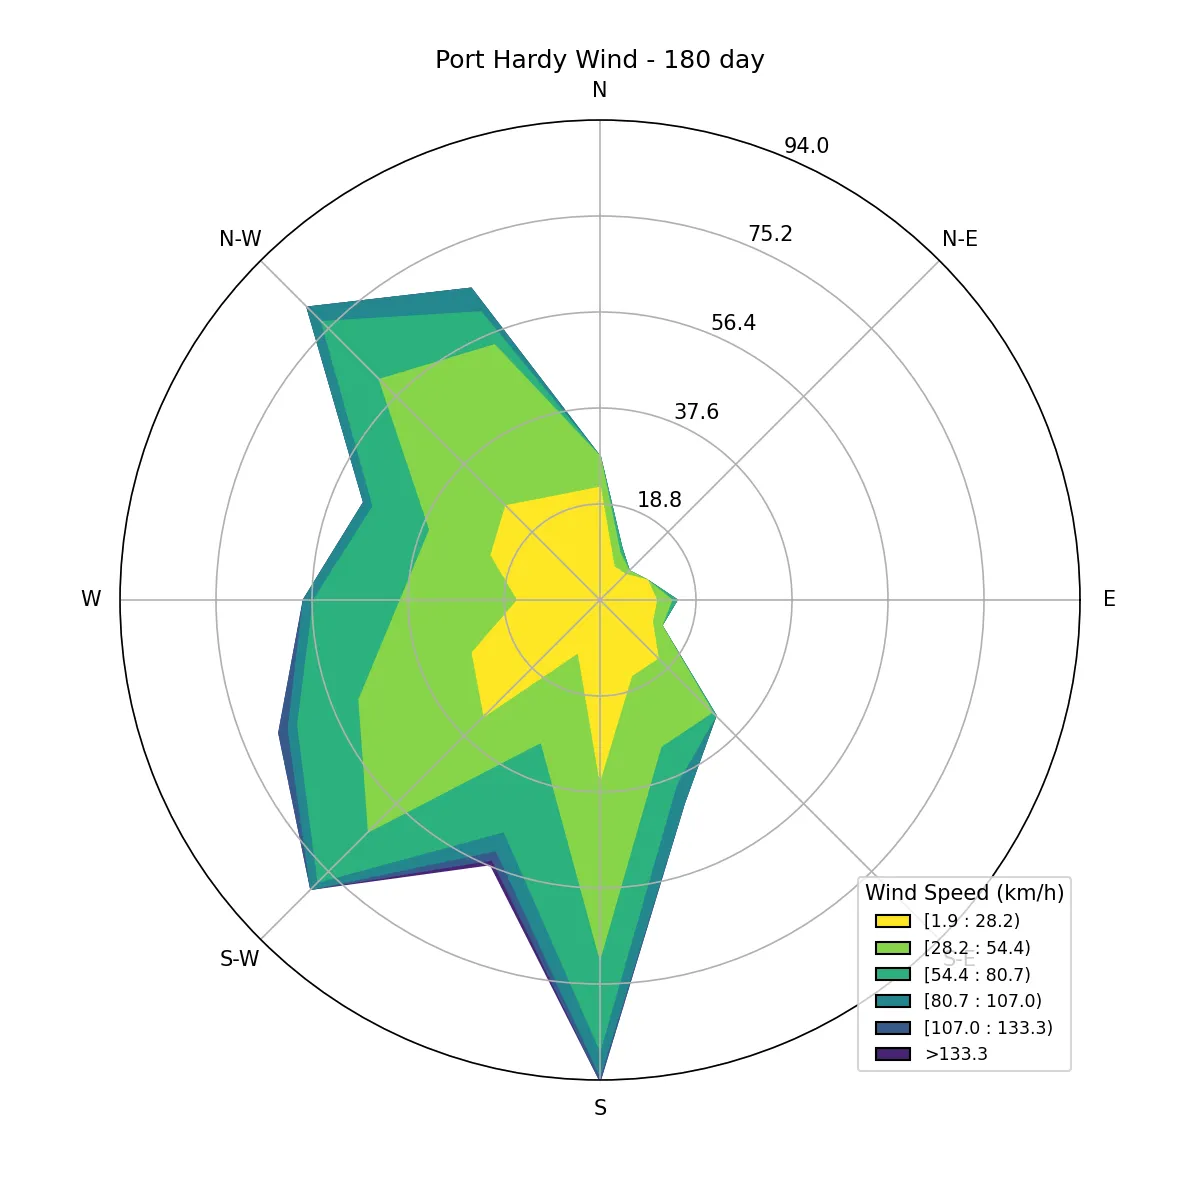 Port Hardy Wind - 180 day
N
94.0
N-W
N-E
75.2
56.4
37.6
18.8
W
E
S-W
S-E
Wind Speed (km/h)
[1.9 : 28.2)
[28.2 : 54.4)
[54.4 : 80.7)
[80.7 : 107.0)
[107.0 : 133.3)
>133.3
S